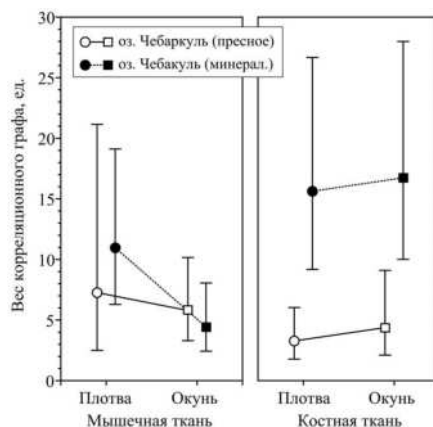 Вес корреляционного графа, ед.
30
25
20
15
10
5
0
оз. Чебаркуль (пресное)
оз. Чебакуль (минерал.)
Плотва Окунь Плотва Окунь
Мышечная ткань Костная ткань